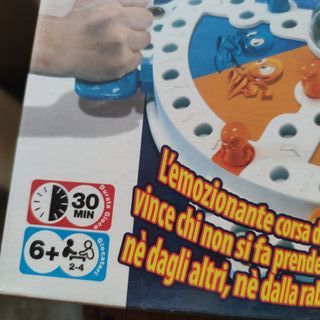 30
MIN
Durata Gioco
6+
2-4
Giocatori
L'emozionante corsa d
vince chi non si fa prende
nè dagli altri, nè dalla rab